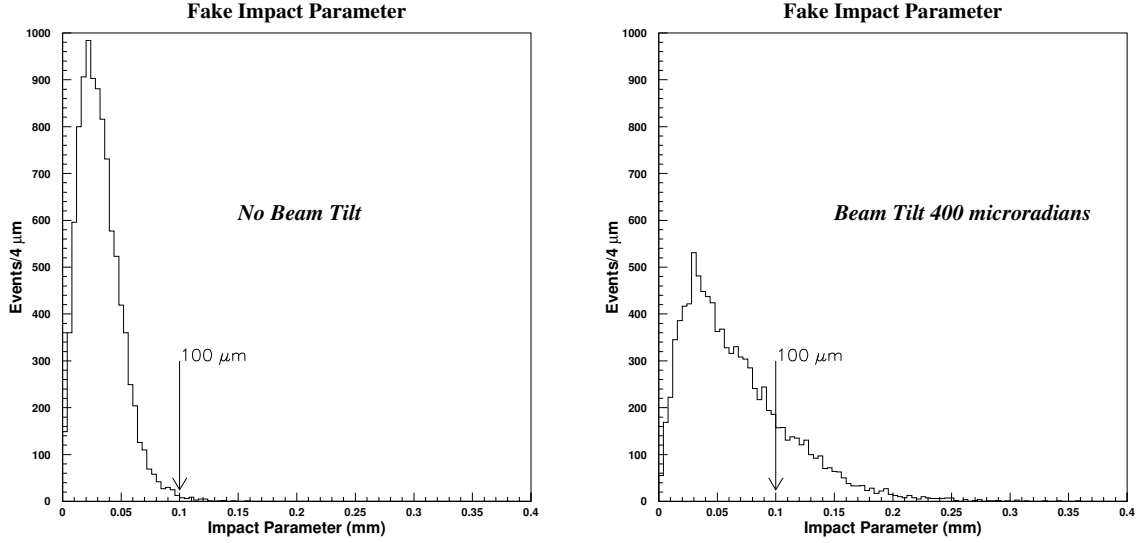 Fake Impact Parameter
Events/4 μm
1000
900
800
700
600
500
400
300
200
100
0
No Beam Tilt
100 μm
0 0.05 0.1 0.15 0.2 0.25 0.3 0.35 0.4
Impact Parameter (mm)
Fake Impact Parameter
Events/4 μm
1000
900
800
700
600
500
400
300
200
100
0
Beam Tilt 400 microradians
100 μm
0 0.05 0.1 0.15 0.2 0.25 0.3 0.35 0.4
Impact Parameter (mm)